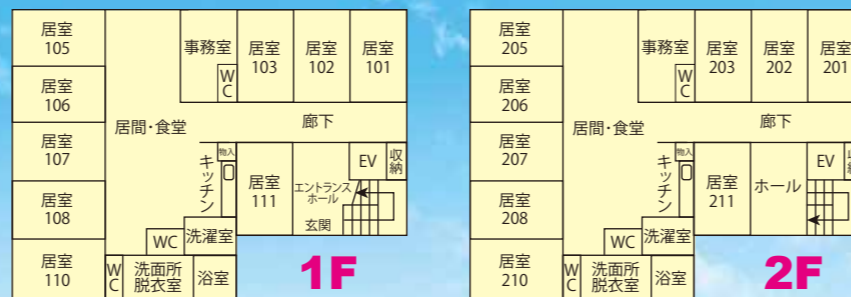 居室
105
事務室
居室
103
居室
102
居室
101
WC
居室
106
居間・食堂
廊下
居室
107
物入
キッチン
居室
111
エントランス
ホール
玄関
EV
収納
居室
108
WC
洗濯室
居室
110
WC
洗面所
脱衣室
浴室
1F
居室
205
事務室
居室
203
居室
202
居室
201
WC
居室
206
居間・食堂
廊下
居室
207
物入
キッチン
居室
211
ホール
EV
収納
居室
208
WC
洗濯室
居室
210
WC
洗面所
脱衣室
浴室
2F